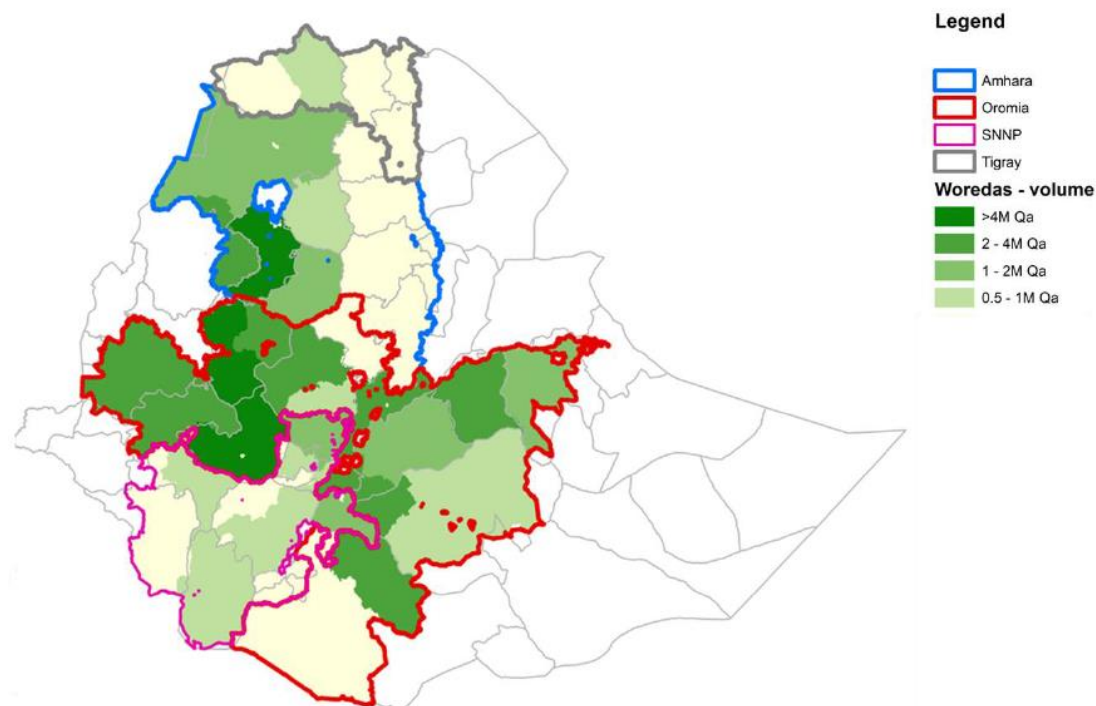 Legend
Amhara
Oromia
SNNP
Tigray
Woredas - volume
>4M Qa
2 - 4M Qa
1 - 2M Qa
0.5 - 1M Qa